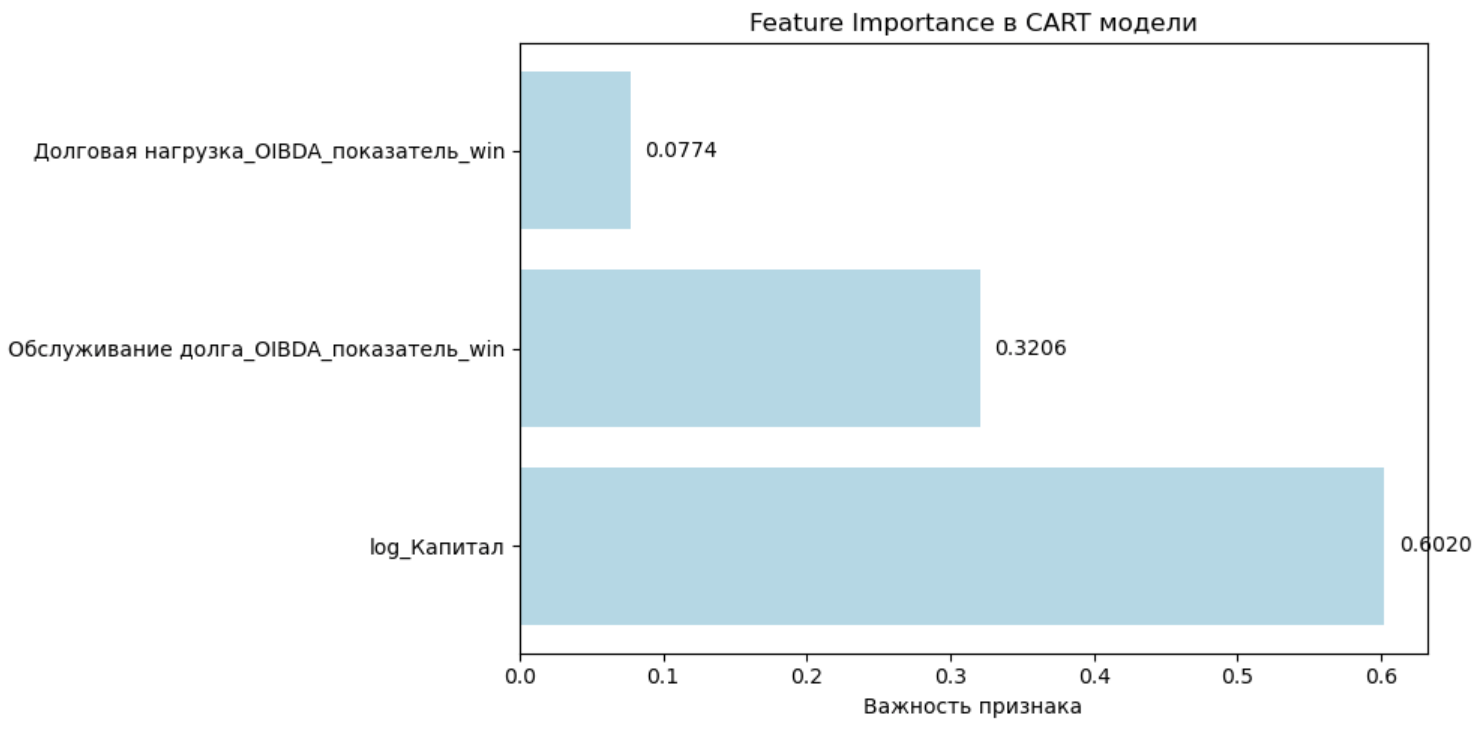 Feature Importance в CART модели
Долговая нагрузка_OIBDA_показатель_win
0.0774
Обслуживание долга_OIBDA_показатель_win
0.3206
log_Капитал
0.6020
0.0 0.1 0.2 0.3 0.4 0.5 0.6
Важность признака